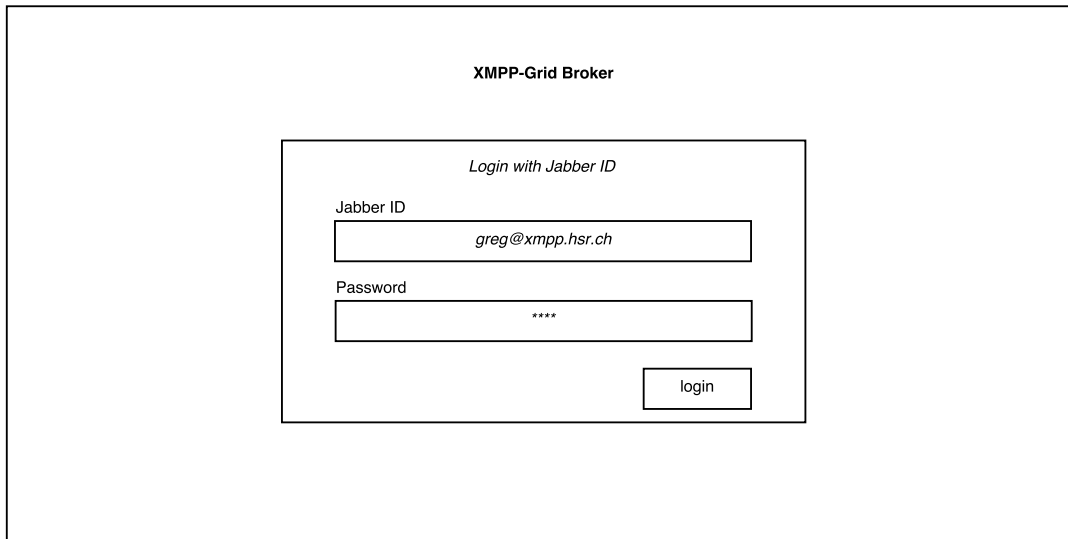 XMPP-Grid Broker
Login with Jabber ID
Jabber ID
greg@xmpp.hsr.ch
Password
****
login